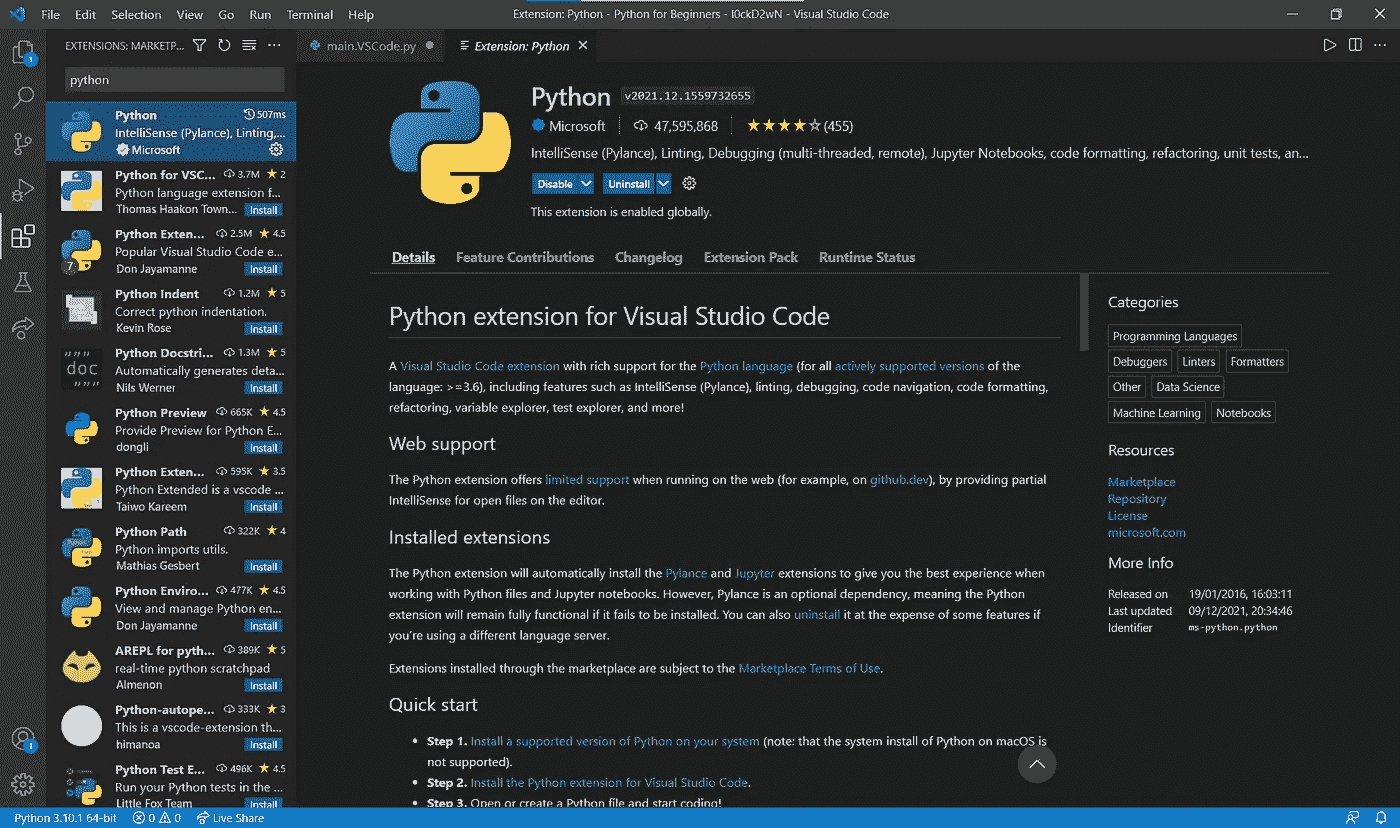 File Edit Selection View Go Run Terminal Help
Extension: Python - Python for Beginners - l0ckD2wN - Visual Studio Code
EXTENSIONS: MARKETP...
main.VSCode.py
Extension: Python
1
python
Python 507ms
IntelliSense (Pylance), Linting,...
Microsoft
Python for VSC... 3.7M 2
Python language extension f...
Thomas Haakon Town... Install
Python Exten... 2.5M 4.5
Popular Visual Studio Code e...
7
Don Jayamanne Install
Python Indent 1.2M 5
Correct python indentation.
Kevin Rose Install
Python Docstri... 1.3M 5
Automatically generates deta...
"""
doc
"""
Nils Werner Install
Python Preview 665K 4.5
Provide Preview for Python E...
dongli Install
Python Exten... 595K 3.5
Python Extended is a vscode ...
Taiwo Kareem Install
Python Path 322K 4
Python imports utils.
Mathias Gesbert Install
Python Enviro... 477K 4.5
View and manage Python en...
Don Jayamanne Install
AREPL for pyth... 389K 5
real-time python scratchpad
Almenon Install
Python-autope... 333K 3
This is a vscode-extension th...
himanoa Install
Python Test E... 496K 4.5
Run your Python tests in the ...
Little Fox Team Install
1
Python v2021.12.1559732655
Microsoft 47,595,868 (455)
IntelliSense (Pylance), Linting, Debugging (multi-threaded, remote), Jupyter Notebooks, code formatting, refactoring, unit tests, an...
Disable Uninstall
This extension is enabled globally.
Details Feature Contributions Changelog Extension Pack Runtime Status
Python extension for Visual Studio Code
A Visual Studio Code extension with rich support for the Python language (for all actively supported versions of the
language: >=3.6), including features such as IntelliSense (Pylance), linting, debugging, code navigation, code formatting,
refactoring, variable explorer, test explorer, and more!
Web support
The Python extension offers limited support when running on the web (for example, on github.dev), by providing partial
IntelliSense for open files on the editor.
Installed extensions
The Python extension will automatically install the Pylance and Jupyter extensions to give you the best experience when
working with Python files and Jupyter notebooks. However, Pylance is an optional dependency, meaning the Python
extension will remain fully functional if it fails to be installed. You can also uninstall it at the expense of some features if
you're using a different language server.
Extensions installed through the marketplace are subject to the Marketplace Terms of Use.
Quick start
• Step 1. Install a supported version of Python on your system (note: that the system install of Python on macOS is
not supported).
• Step 2. Install the Python extension for Visual Studio Code.
• Step 3. Open or create a Python file and start coding!
Categories
Programming Languages
Debuggers Linters Formatters
Other Data Science
Machine Learning Notebooks
Resources
Marketplace
Repository
License
microsoft.com
More Info
Released on 19/01/2016, 16:03:11
Last updated 09/12/2021, 20:34:46
Identifier ms-python.python
Python 3.10.1 64-bit 0 0 Live Share